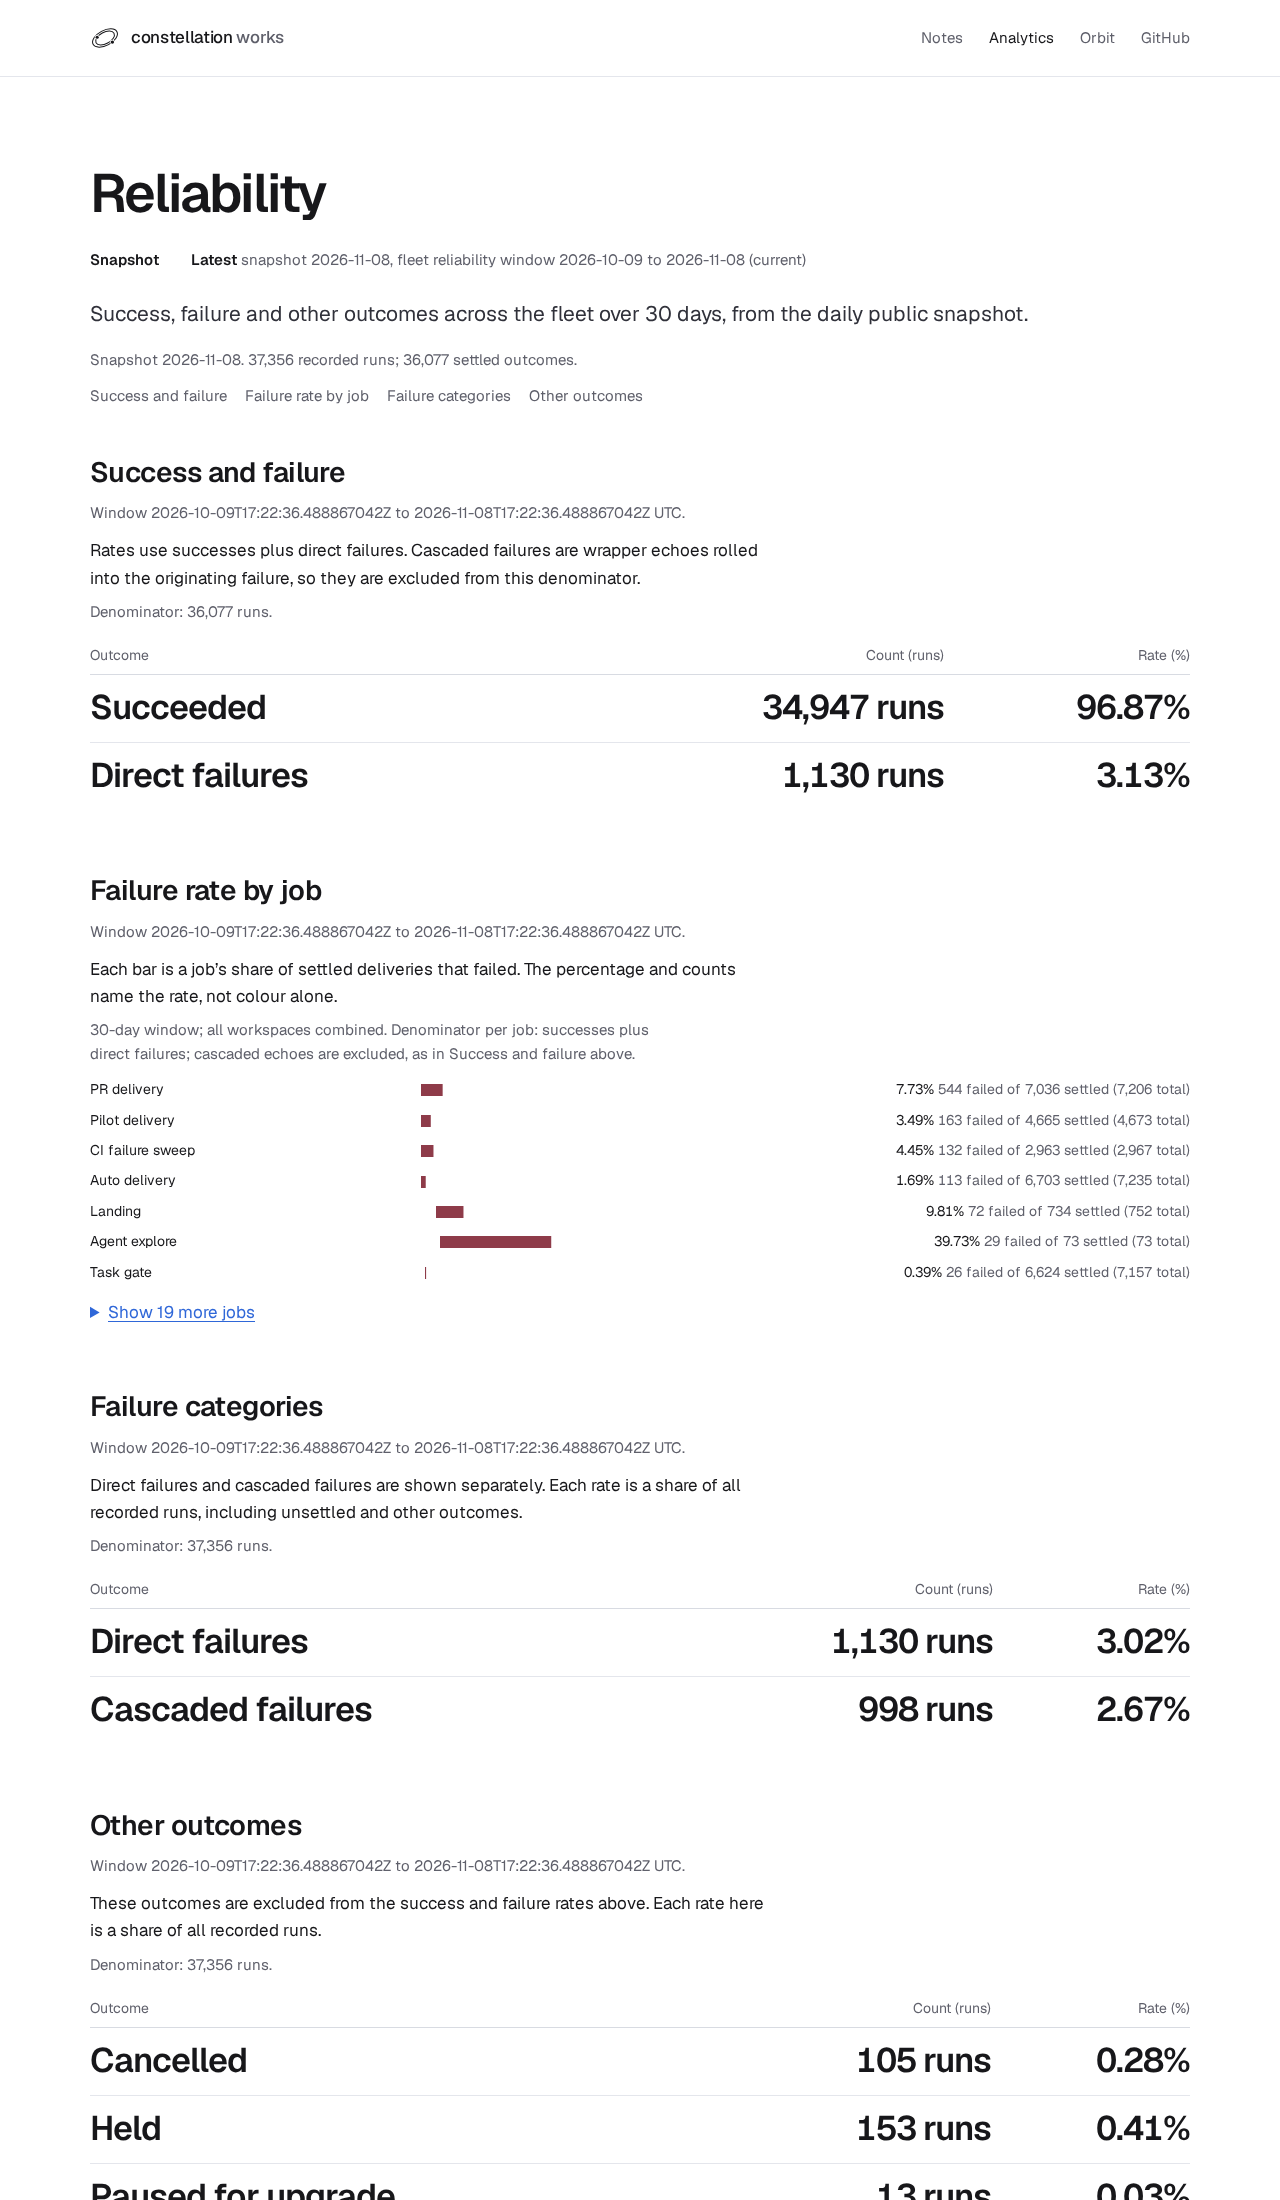 constellation works
Notes Analytics Orbit GitHub
Reliability
Snapshot Latest snapshot 2026-11-08, fleet reliability window 2026-10-09 to 2026-11-08 (current)
Success, failure and other outcomes across the fleet over 30 days, from the daily public snapshot.
Snapshot 2026-11-08. 37,356 recorded runs; 36,077 settled outcomes.
Success and failure Failure rate by job Failure categories Other outcomes
Success and failure
Window 2026-10-09T17:22:36.488867042Z to 2026-11-08T17:22:36.488867042Z UTC.
Rates use successes plus direct failures. Cascaded failures are wrapper echoes rolled
into the originating failure, so they are excluded from this denominator.
Denominator: 36,077 runs.
Outcome Count (runs) Rate (%)
Succeeded 34,947 runs 96.87%
Direct failures 1,130 runs 3.13%
Failure rate by job
Window 2026-10-09T17:22:36.488867042Z to 2026-11-08T17:22:36.488867042Z UTC.
Each bar is a job’s share of settled deliveries that failed. The percentage and counts
name the rate, not colour alone.
30-day window; all workspaces combined. Denominator per job: successes plus
direct failures; cascaded echoes are excluded, as in Success and failure above.
PR delivery 7.73% 544 failed of 7,036 settled (7,206 total)
Pilot delivery 3.49% 163 failed of 4,665 settled (4,673 total)
CI failure sweep 4.45% 132 failed of 2,963 settled (2,967 total)
Auto delivery 1.69% 113 failed of 6,703 settled (7,235 total)
Landing 9.81% 72 failed of 734 settled (752 total)
Agent explore 39.73% 29 failed of 73 settled (73 total)
Task gate 0.39% 26 failed of 6,624 settled (7,157 total)
Show 19 more jobs
Failure categories
Window 2026-10-09T17:22:36.488867042Z to 2026-11-08T17:22:36.488867042Z UTC.
Direct failures and cascaded failures are shown separately. Each rate is a share of all
recorded runs, including unsettled and other outcomes.
Denominator: 37,356 runs.
Outcome Count (runs) Rate (%)
Direct failures 1,130 runs 3.02%
Cascaded failures 998 runs 2.67%
Other outcomes
Window 2026-10-09T17:22:36.488867042Z to 2026-11-08T17:22:36.488867042Z UTC.
These outcomes are excluded from the success and failure rates above. Each rate here
is a share of all recorded runs.
Denominator: 37,356 runs.
Outcome Count (runs) Rate (%)
Cancelled 105 runs 0.28%
Held 153 runs 0.41%
Paused for upgrade 13 runs 0.03%